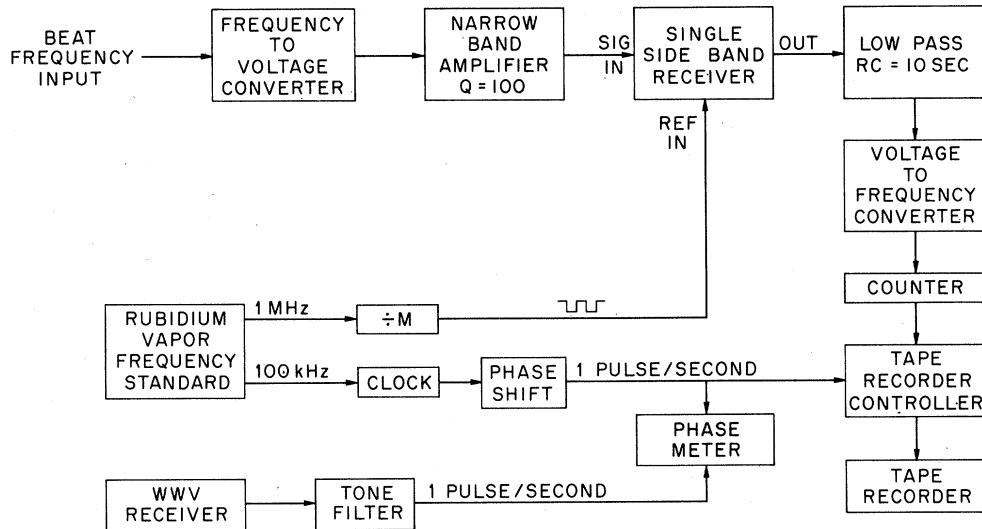 BEAT
FREQUENCY
INPUT
FREQUENCY
TO
VOLTAGE
CONVERTER
NARROW
BAND
AMPLIFIER
Q = 100
SIG
IN
SINGLE
SIDE BAND
RECEIVER
OUT
LOW PASS
RC = 10 SEC
REF
IN
VOLTAGE
TO
FREQUENCY
CONVERTER
COUNTER
RUBIDIUM
VAPOR
FREQUENCY
STANDARD
1 MHz
÷M
100 kHz
CLOCK
PHASE
SHIFT
1 PULSE/SECOND
TAPE
RECORDER
CONTROLLER
PHASE
METER
WWV
RECEIVER
TONE
FILTER
1 PULSE/SECOND
TAPE
RECORDER